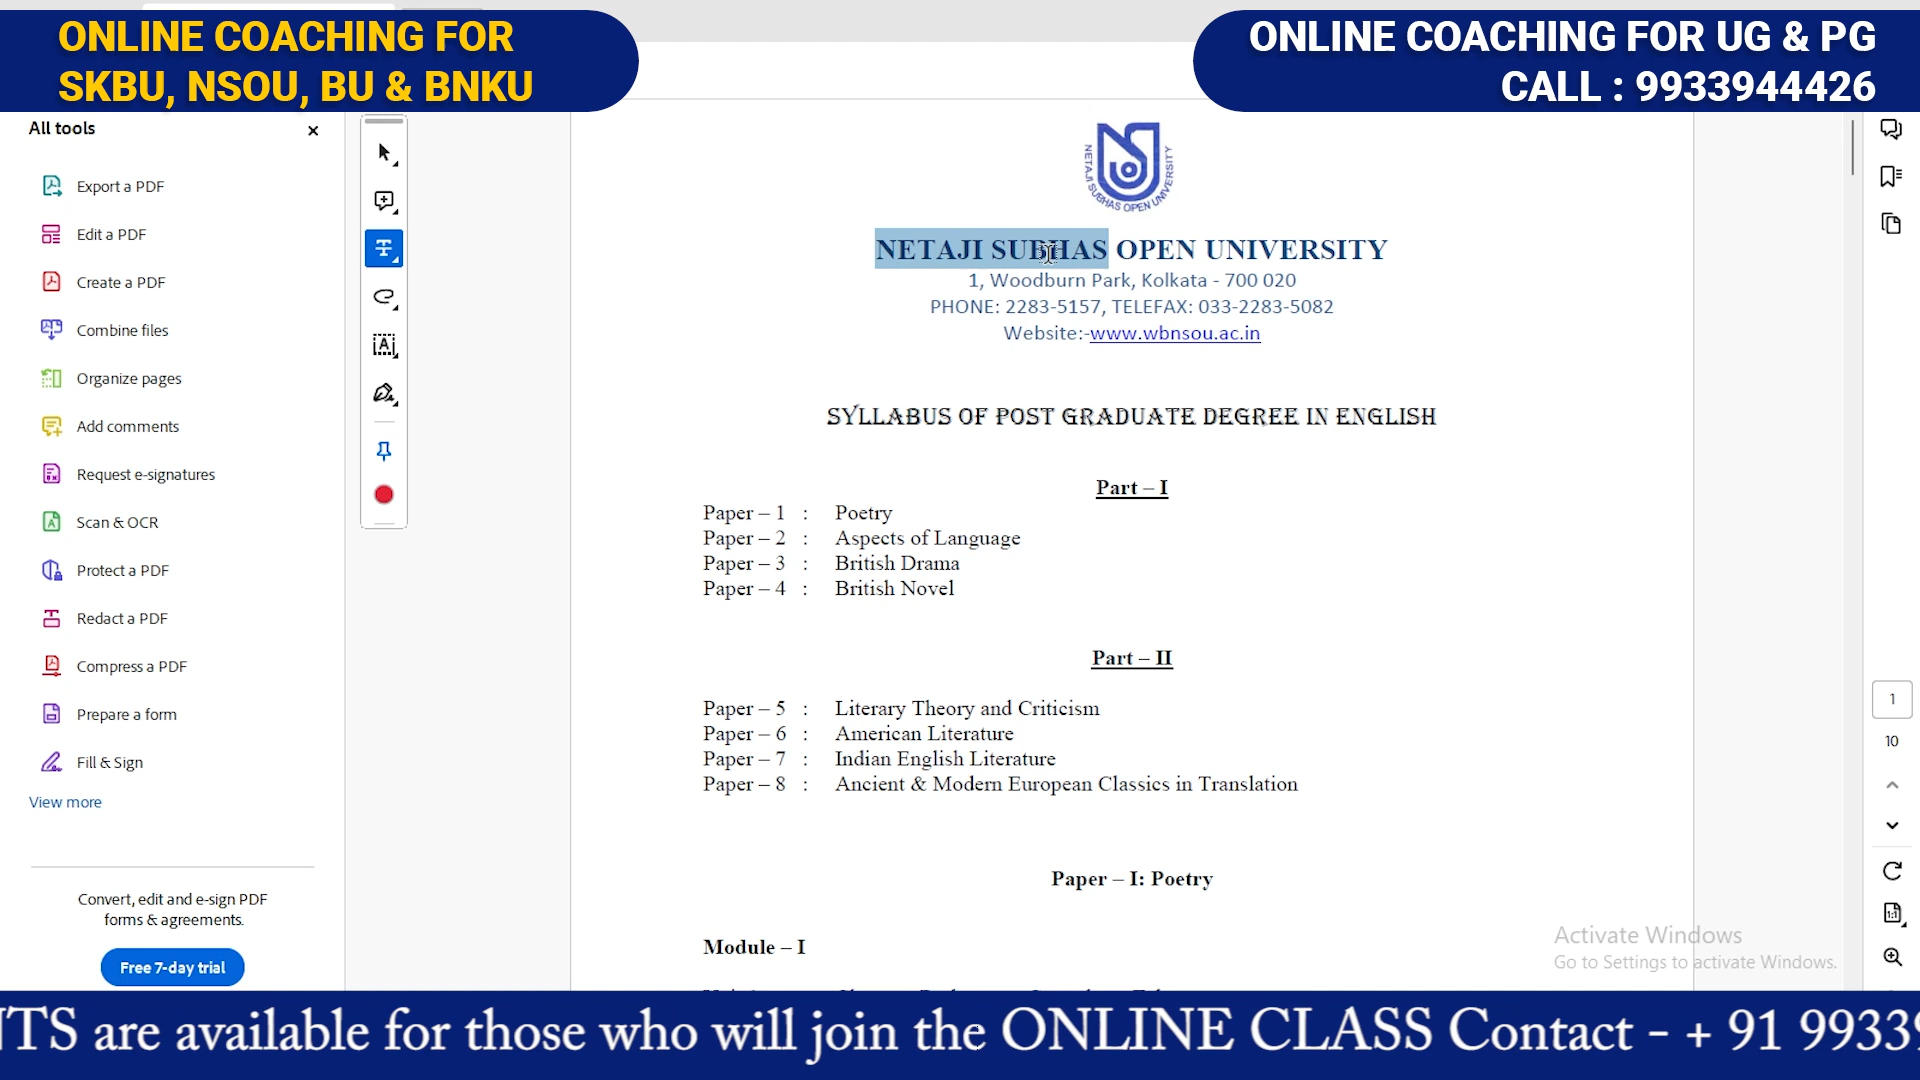 ONLINE COACHING FOR
SKBU, NSOU, BU & BNKU
ONLINE COACHING FOR UG & PG
CALL : 9933944426
All tools
Export a PDF
Edit a PDF
Create a PDF
Combine files
Organize pages
Add comments
Request e-signatures
Scan & OCR
Protect a PDF
Redact a PDF
Compress a PDF
Prepare a form
Fill & Sign
View more
Convert, edit and e-sign PDF
forms & agreements.
Free 7-day trial
NETAJI SUBHAS OPEN UNIVERSITY
NETAJI SUBHAS OPEN UNIVERSITY
1, Woodburn Park, Kolkata - 700 020
PHONE: 2283-5157, TELEFAX: 033-2283-5082
Website:-www.wbnsou.ac.in
SYLLABUS OF POST GRADUATE DEGREE IN ENGLISH
Part – I
Paper – 1 : Poetry
Paper – 2 : Aspects of Language
Paper – 3 : British Drama
Paper – 4 : British Novel
Part – II
Paper – 5 : Literary Theory and Criticism
Paper – 6 : American Literature
Paper – 7 : Indian English Literature
Paper – 8 : Ancient & Modern European Classics in Translation
Paper – I: Poetry
Module – I
1
10
Activate Windows
Go to Settings to activate Windows.
NTS are available for those who will join the ONLINE CLASS Contact - + 91 9933